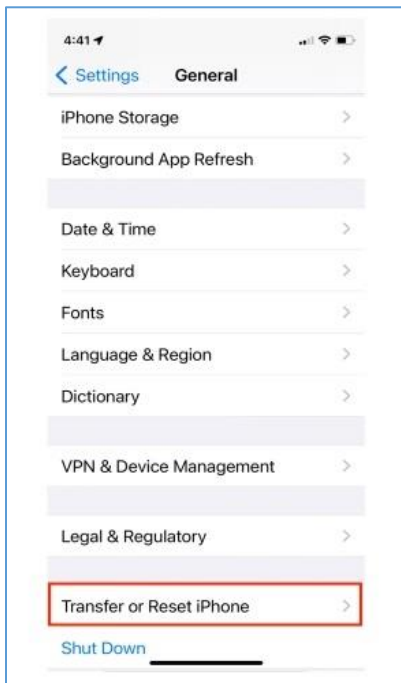 4:41
Settings General
iPhone Storage
Background App Refresh
Date & Time
Keyboard
Fonts
Language & Region
Dictionary
VPN & Device Management
Legal & Regulatory
Transfer or Reset iPhone
Shut Down